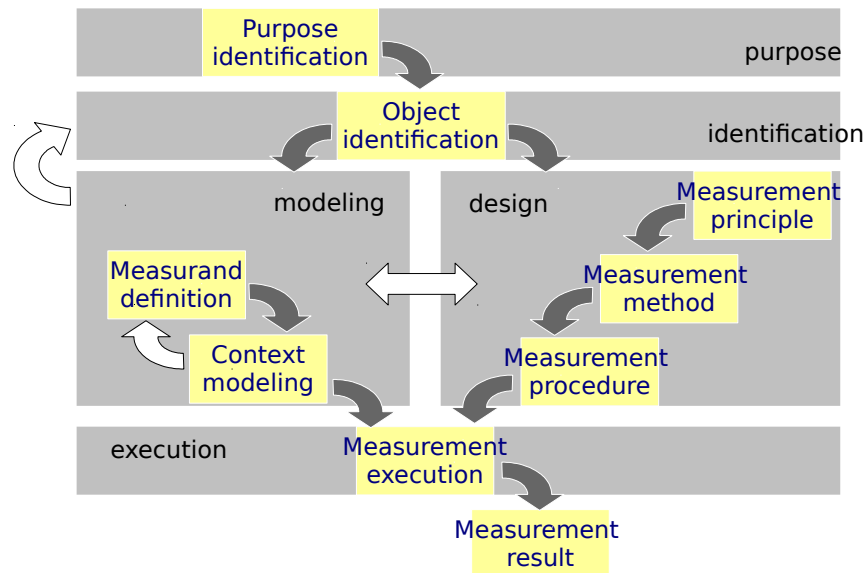 Purpose
identification
purpose
Object
identification
identification
modeling
design
Measurement
principle
Measurand
definition
Measurement
method
Context
modeling
Measurement
procedure
execution
Measurement
execution
Measurement
result